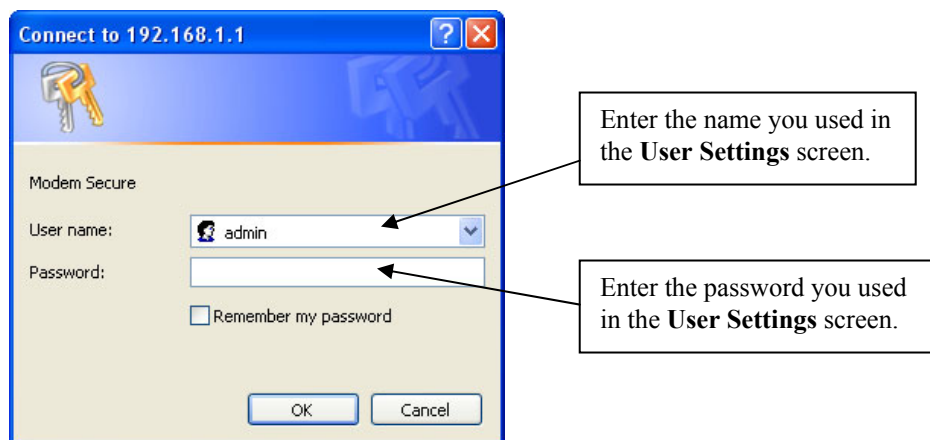 Connect to 192.168.1.1
?
Modem Secure
User name:
admin
Password:
Remember my password
OK
Cancel
Enter the name you used in
the User Settings screen.
Enter the password you used
in the User Settings screen.